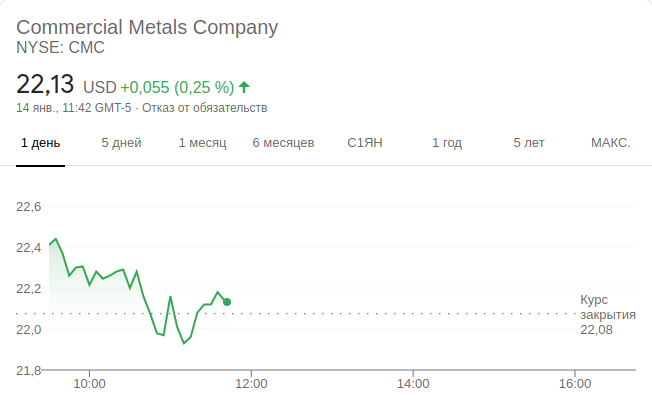 Commercial Metals Company
NYSE: CMC
22,13 USD +0,055 (0,25 %)
14 янв., 11:42 GMT-5 · Отказ от обязательств
1 день 5 дней 1 месяц 6 месяцев С1ЯН 1 год 5 лет МАКС.
22,6
22,4
22,2
Курс
закрытия
22,08
22,0
21,8
10:00 12:00 14:00 16:00